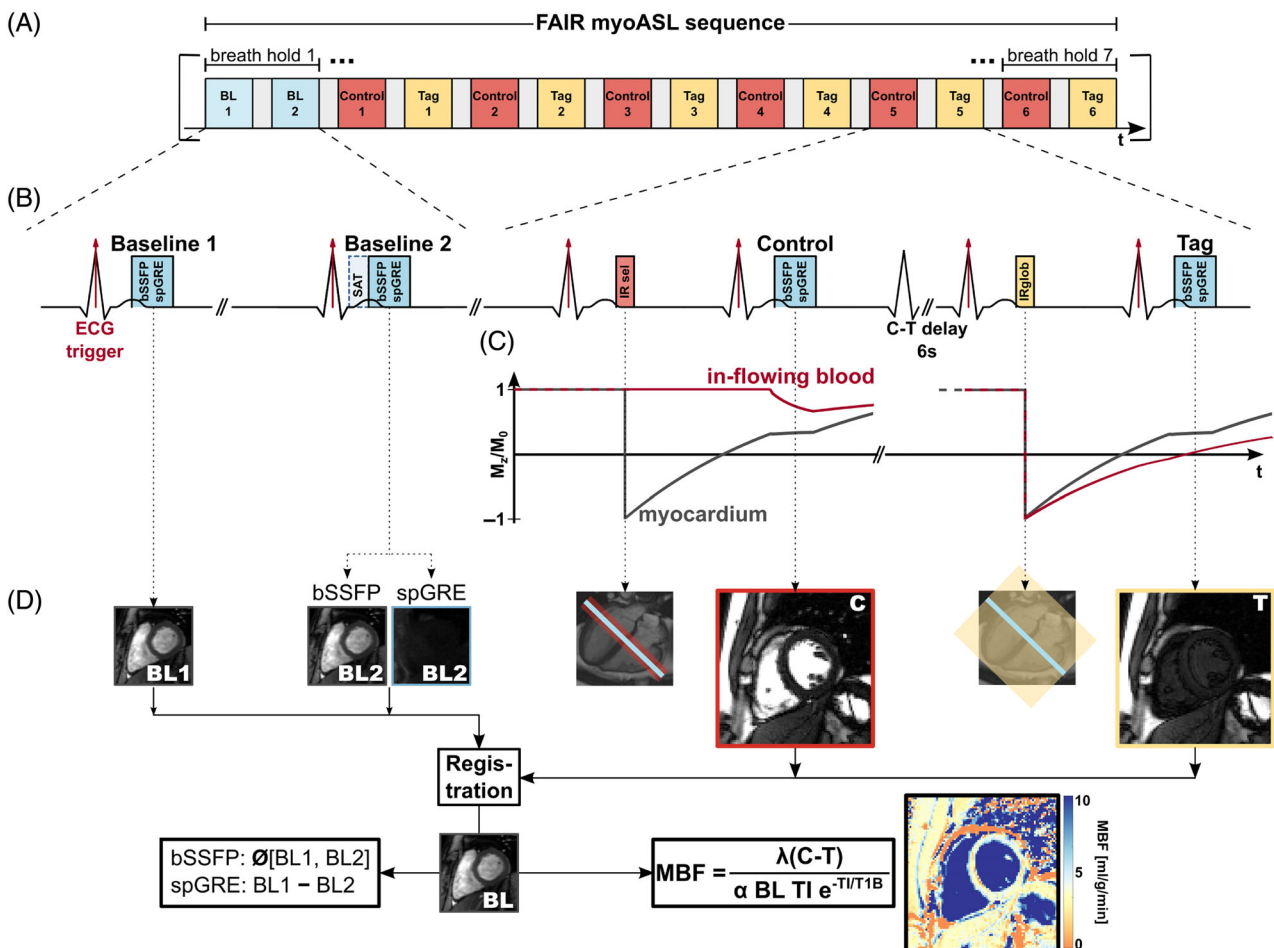 (A)
FAIR myoASL sequence
breath hold 1
...
...
breath hold 7
BL 1
BL 2
Control 1
Tag 1
Control 2
Tag 2
Control 3
Tag 3
Control 4
Tag 4
Control 5
Tag 5
Control 6
Tag 6
t
(B)
Baseline 1
Baseline 2
Control
Tag
bSSFP
spGRE
SAT
bSSFP
spGRE
IR sel
bSSFP
spGRE
IRglob
bSSFP
spGRE
ECG
trigger
C-T delay
6s
(C)
in-flowing blood
1
Mz/M0
–1
myocardium
t
(D)
bSSFP
spGRE
BL1
BL2
BL2
C
T
Regis-
tration
bSSFP: Ø[BL1, BL2]
spGRE: BL1 − BL2
BL
MBF = λ(C-T)
α BL TI e-TI/T1B
10
5
0
MBF [ml/g/min]